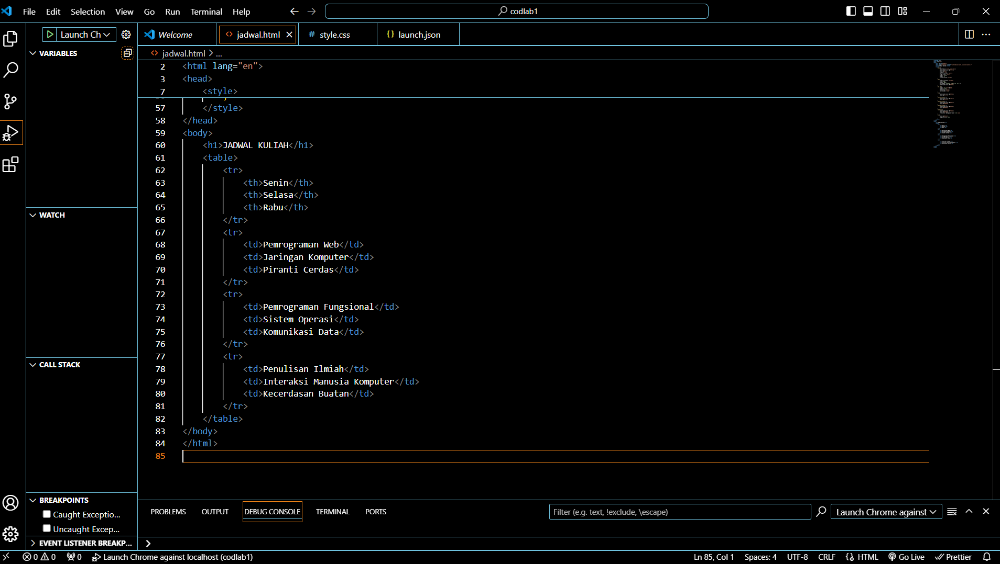 File Edit Selection View Go Run Terminal Help
codlab1
Launch Ch
Welcome
jadwal.html
# style.css
{} launch.json
VARIABLES
jadwal.html > ...
2 <html lang="en">
3 <head>
7 <style>
57 </style>
58 </head>
59 <body>
60 <h1>JADWAL KULIAH</h1>
61 <table>
62 <tr>
63 <th>Senin</th>
64 <th>Selasa</th>
65 <th>Rabu</th>
66 </tr>
67 <tr>
68 <td>Pemrograman Web</td>
69 <td>Jaringan Komputer</td>
70 <td>Piranti Cerdas</td>
71 </tr>
72 <tr>
73 <td>Pemrograman Fungsional</td>
74 <td>Sistem Operasi</td>
75 <td>Komunikasi Data</td>
76 </tr>
77 <tr>
78 <td>Penulisan Ilmiah</td>
79 <td>Interaksi Manusia Komputer</td>
80 <td>Kecerdasan Buatan</td>
81 </tr>
82 </table>
83 </body>
84 </html>
85
WATCH
CALL STACK
BREAKPOINTS
Caught Exceptio...
Uncaught Excep...
EVENT LISTENER BREAKP...
PROBLEMS OUTPUT DEBUG CONSOLE TERMINAL PORTS
Filter (e.g. text, !exclude, \escape)
Launch Chrome against
0 0 0 Launch Chrome against localhost (codlab1)
Ln 85, Col 1 Spaces: 4 UTF-8 CRLF HTML Go Live Prettier